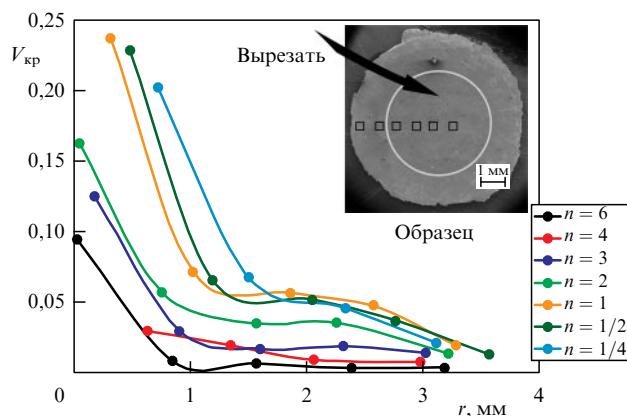 0,25
V кр
0,20
0,15
0,10
0,05
0
1
2
3
4
r, мм
Вырезать
1 мм
Образец
n = 6
n = 4
n = 3
n = 2
n = 1
n = 1/2
n = 1/4